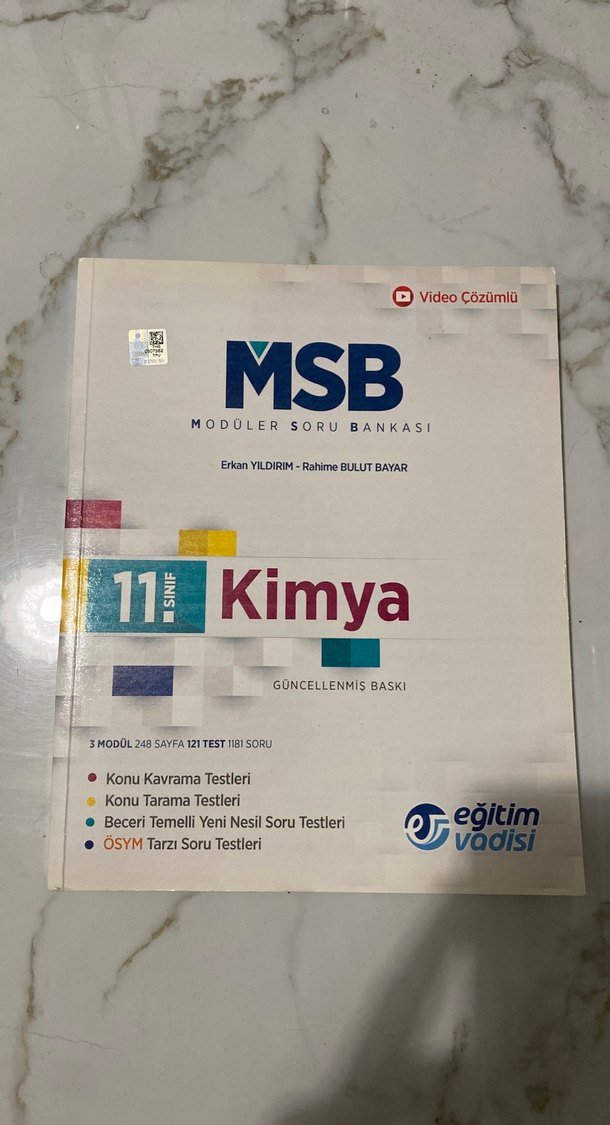 Video Çözümlü
MSB
MODÜLER SORU BANKASI
Erkan YILDIRIM - Rahime BULUT BAYAR
11. SINIF Kimya
GÜNCELLENMİŞ BASKI
3 MODÜL 248 SAYFA 121 TEST 1181 SORU
Konu Kavrama Testleri
Konu Tarama Testleri
Beceri Temelli Yeni Nesil Soru Testleri
ÖSYM Tarzı Soru Testleri
eğitim
vadisi